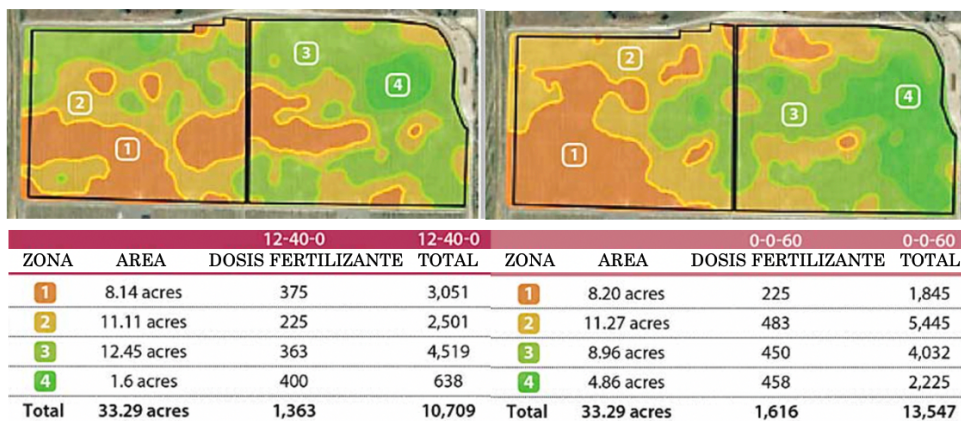 3
4
2
1
2
4
3
1
12-40-0 12-40-0
ZONA AREA DOSIS FERTILIZANTE TOTAL
1 8.14 acres 375 3,051
2 11.11 acres 225 2,501
3 12.45 acres 363 4,519
4 1.6 acres 400 638
Total 33.29 acres 1,363 10,709
0-0-60 0-0-60
ZONA AREA DOSIS FERTILIZANTE TOTAL
1 8.20 acres 225 1,845
2 11.27 acres 483 5,445
3 8.96 acres 450 4,032
4 4.86 acres 458 2,225
Total 33.29 acres 1,616 13,547